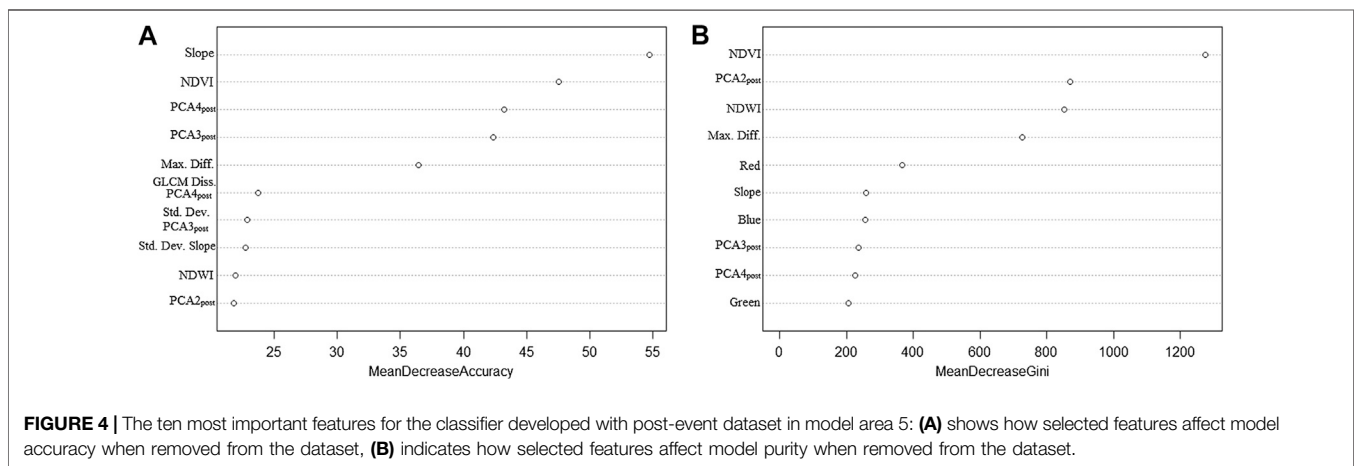 A
Slope
NDVI
PCA4post
PCA3post
Max. Diff.
GLCM Diss.
PCA4post
Std. Dev.
PCA3post
Std. Dev. Slope
NDWI
PCA2post
25 30 35 40 45 50 55
MeanDecreaseAccuracy
B
NDVI
PCA2post
NDWI
Max. Diff.
Red
Slope
Blue
PCA3post
PCA4post
Green
0 200 400 600 800 1000 1200
MeanDecreaseGini
FIGURE 4 | The ten most important features for the classifier developed with post-event dataset in model area 5: (A) shows how selected features affect model
accuracy when removed from the dataset, (B) indicates how selected features affect model purity when removed from the dataset.